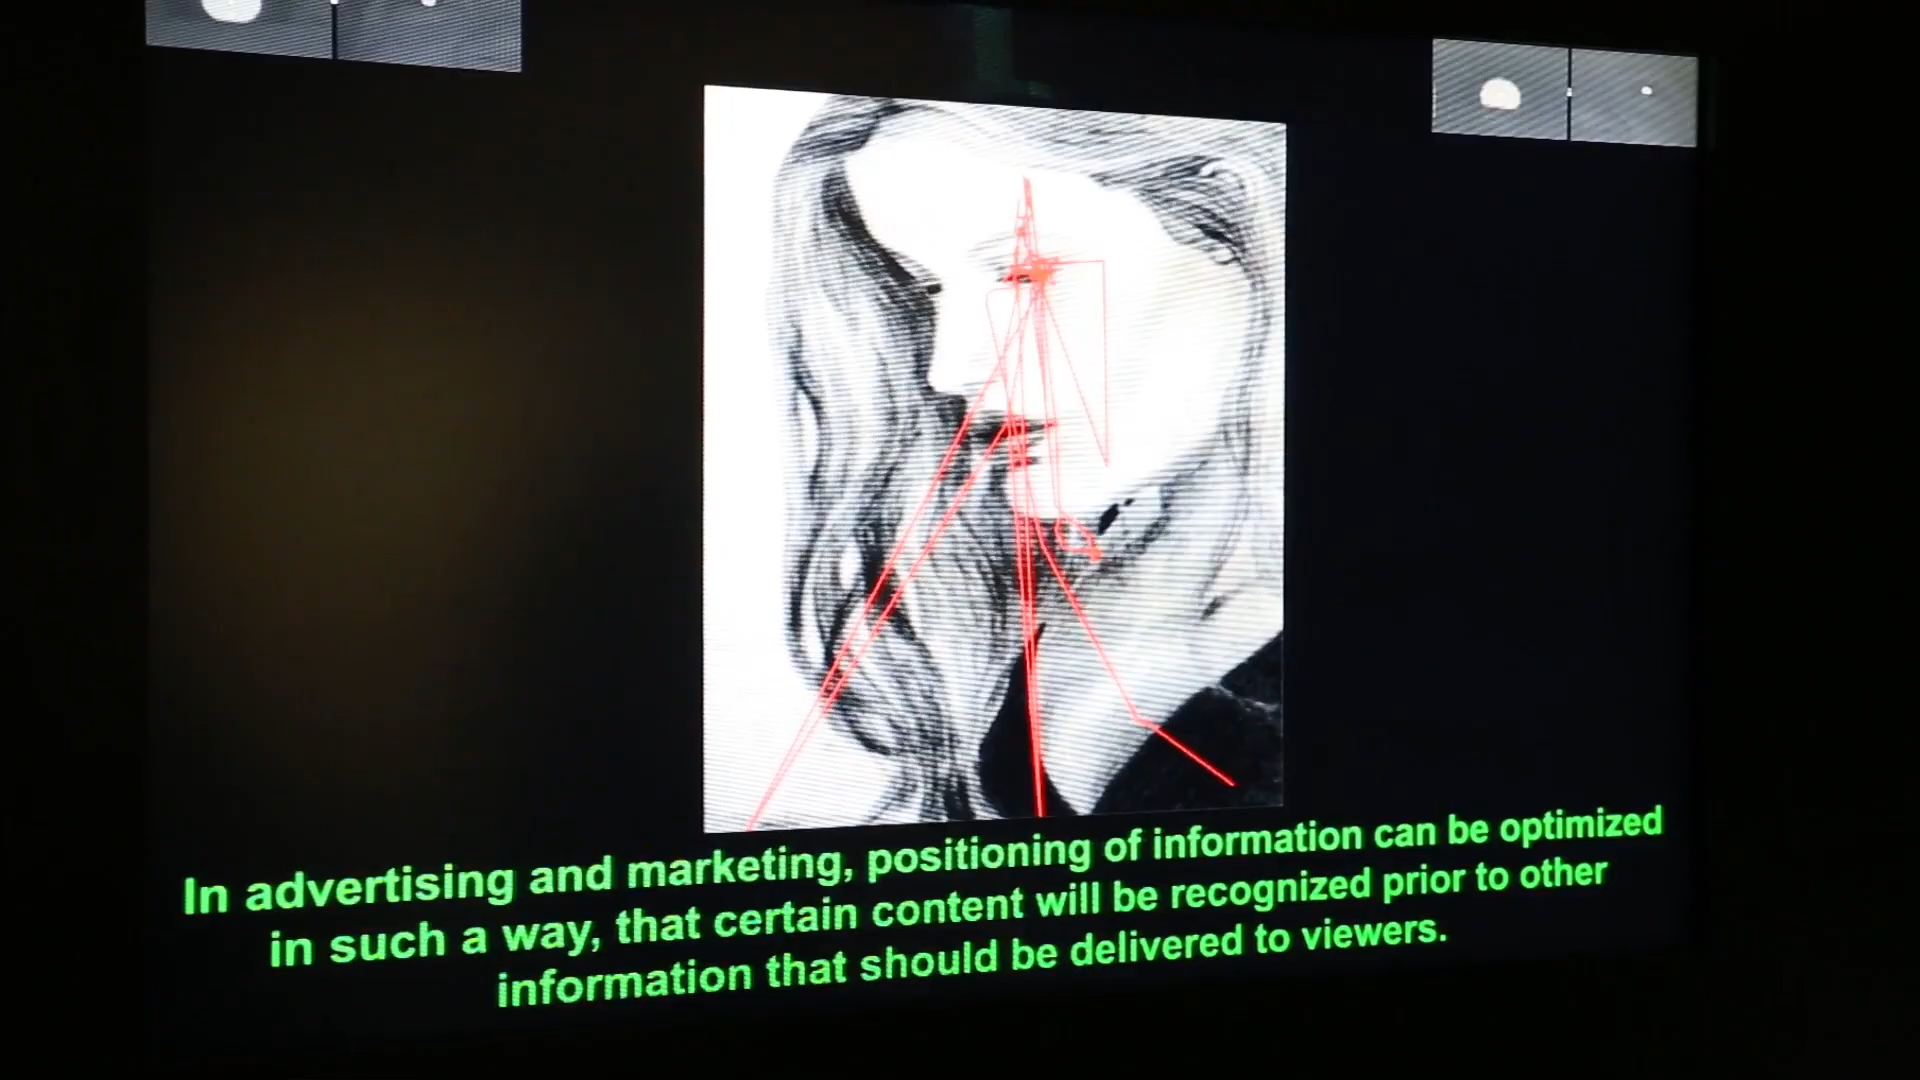 In advertising and marketing, positioning of information can be optimized
in such a way, that certain content will be recognized prior to other
information that should be delivered to viewers.